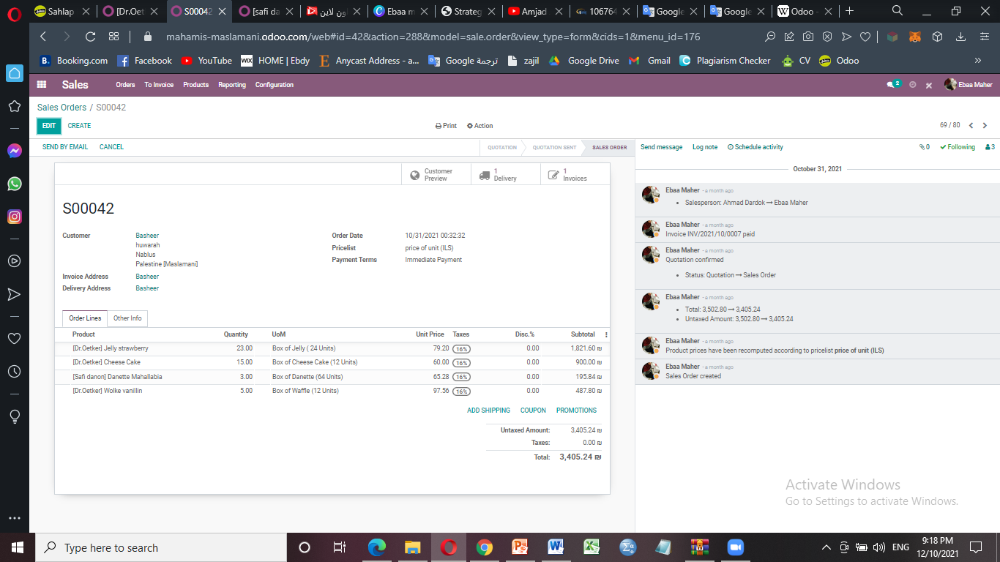 Sahlap
[Dr.Oet
S00042
[safi da
ون لاين
Ebaa m
Strateg
Amjad
106764
Google
Google
Odoo -
mahamis-maslamani.odoo.com/web#id=42&action=288&model=sale.order&view_type=form&cids=1&menu_id=176
Booking.com
Facebook
YouTube
WIX HOME | Ebdy
Anycast Address - a...
Google ترجمة
zajil
Google Drive
Gmail
Plagiarism Checker
CV
Odoo
Sales
Orders
To Invoice
Products
Reporting
Configuration
2
Ebaa Maher
Sales Orders / S00042
EDIT
CREATE
Print
Action
69 / 80
SEND BY EMAIL
CANCEL
QUOTATION
QUOTATION SENT
SALES ORDER
Send message
Log note
Schedule activity
0
Following
3
Customer Preview
1 Delivery
1 Invoices
S00042
Customer Basheer
huwarah
Nablus
Palestine [Maslamani]
Invoice Address Basheer
Delivery Address Basheer
Order Date 10/31/2021 00:32:32
Pricelist price of unit (ILS)
Payment Terms Immediate Payment
Order Lines
Other Info
Product Quantity UoM Unit Price Taxes Disc.% Subtotal
[Dr.Oetker] Jelly strawberry 23.00 Box of Jelly ( 24 Units) 79.20 16% 0.00 1,821.60 ₪
[Dr.Oetker] Cheese Cake 15.00 Box of Cheese Cake (12 Units) 60.00 16% 0.00 900.00 ₪
[Safi danon] Danette Mahallabia 3.00 Box of Danette (64 Units) 65.28 16% 0.00 195.84 ₪
[Dr.Oetker] Wolke vanillin 5.00 Box of Waffle (12 Units) 97.56 16% 0.00 487.80 ₪
ADD SHIPPING
COUPON
PROMOTIONS
Untaxed Amount: 3,405.24 ₪
Taxes: 0.00 ₪
Total: 3,405.24 ₪
October 31, 2021
Ebaa Maher - a month ago
Salesperson: Ahmad Dardok → Ebaa Maher
Ebaa Maher - a month ago
Invoice INV/2021/10/0007 paid
Ebaa Maher - a month ago
Quotation confirmed
Status: Quotation → Sales Order
Ebaa Maher - a month ago
Total: 3,502.80 → 3,405.24
Untaxed Amount: 3,502.80 → 3,405.24
Ebaa Maher - a month ago
Product prices have been recomputed according to pricelist price of unit (ILS)
Ebaa Maher - a month ago
Sales Order created
Activate Windows
Go to Settings to activate Windows.
Type here to search
ENG
9:18 PM
12/10/2021